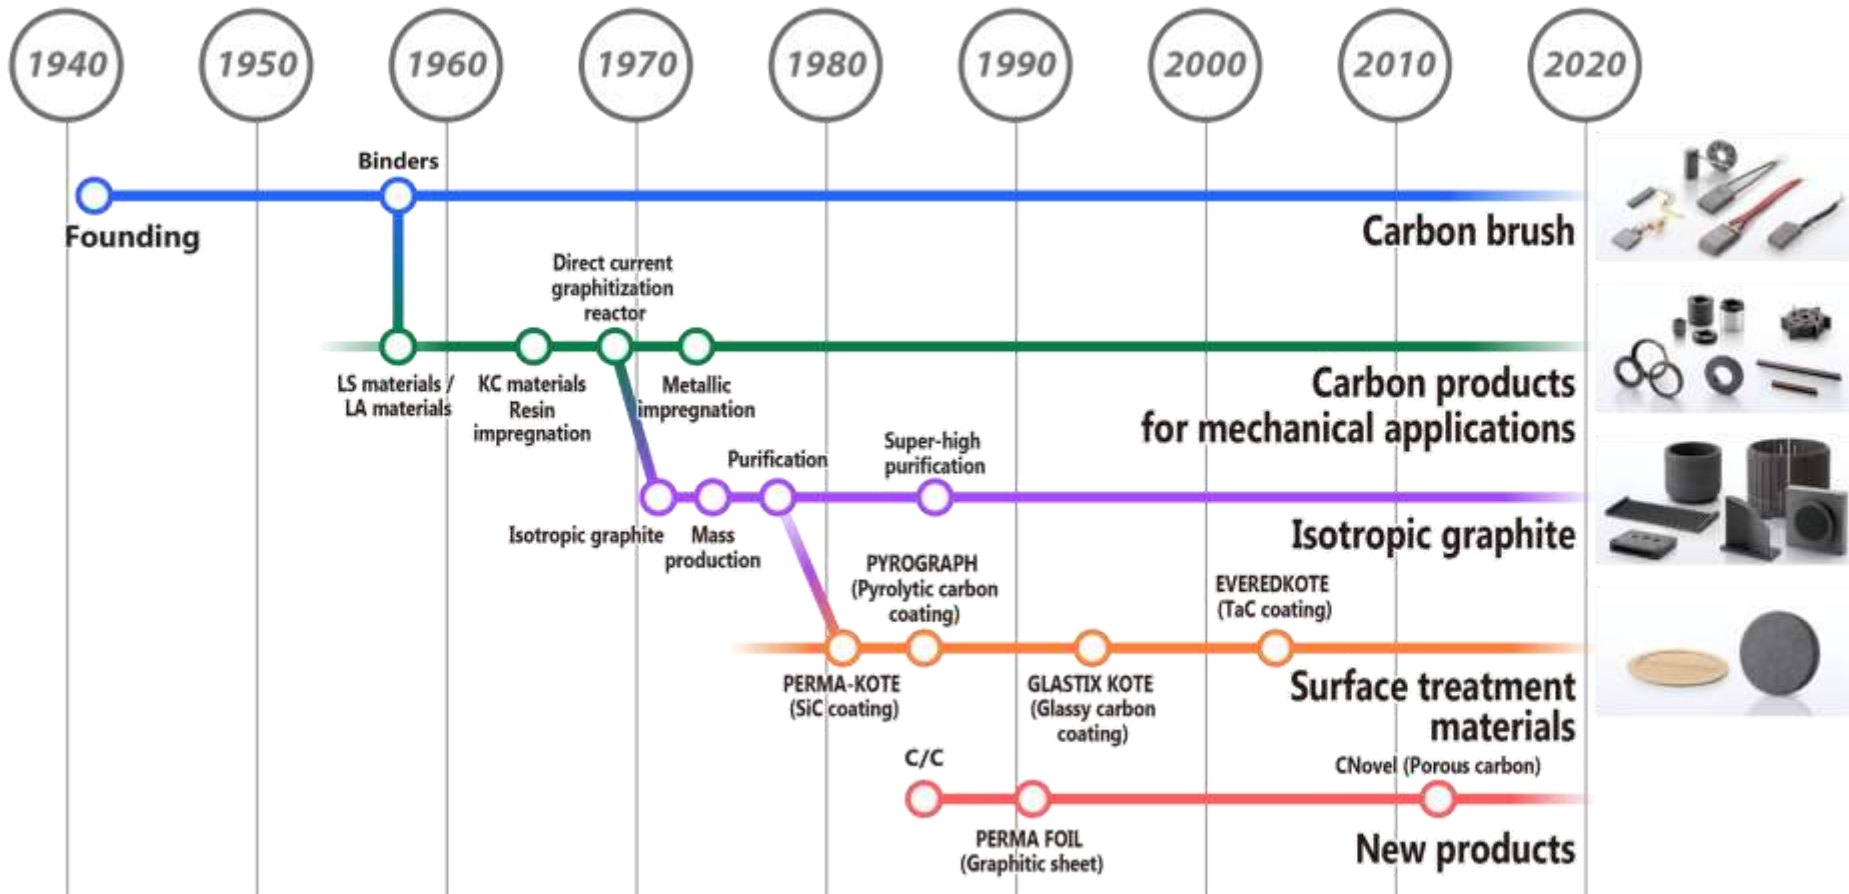 1940
1950
1960
1970
1980
1990
2000
2010
2020
Binders
Founding
Carbon brush
Direct current
graphitization
reactor
LS materials /
LA materials
KC materials
Resin
impregnation
Metallic
impregnation
Carbon products
for mechanical applications
Purification
Super-high
purification
Isotropic graphite
Mass
production
Isotropic graphite
PYROGRAPH
(Pyrolytic carbon
coating)
EVEREDKOTE
(TaC coating)
PERMA-KOTE
(SiC coating)
GLASTIX KOTE
(Glassy carbon
coating)
Surface treatment
materials
C/C
CNovel (Porous carbon)
PERMA FOIL
(Graphitic sheet)
New products